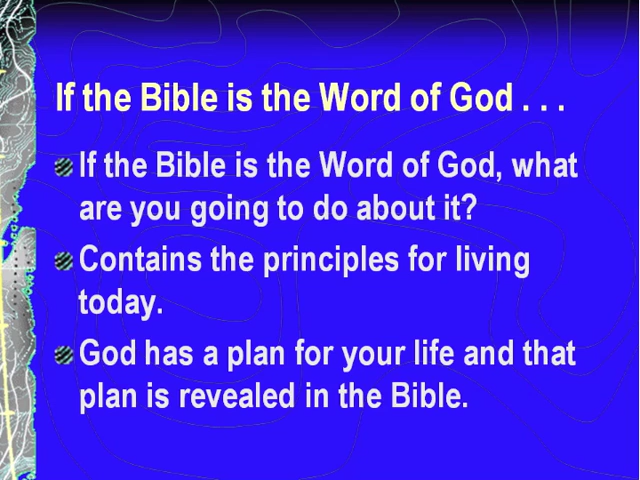 If the Bible is the Word of God . . .
If the Bible is the Word of God, what
are you going to do about it?
Contains the principles for living
today.
God has a plan for your life and that
plan is revealed in the Bible.